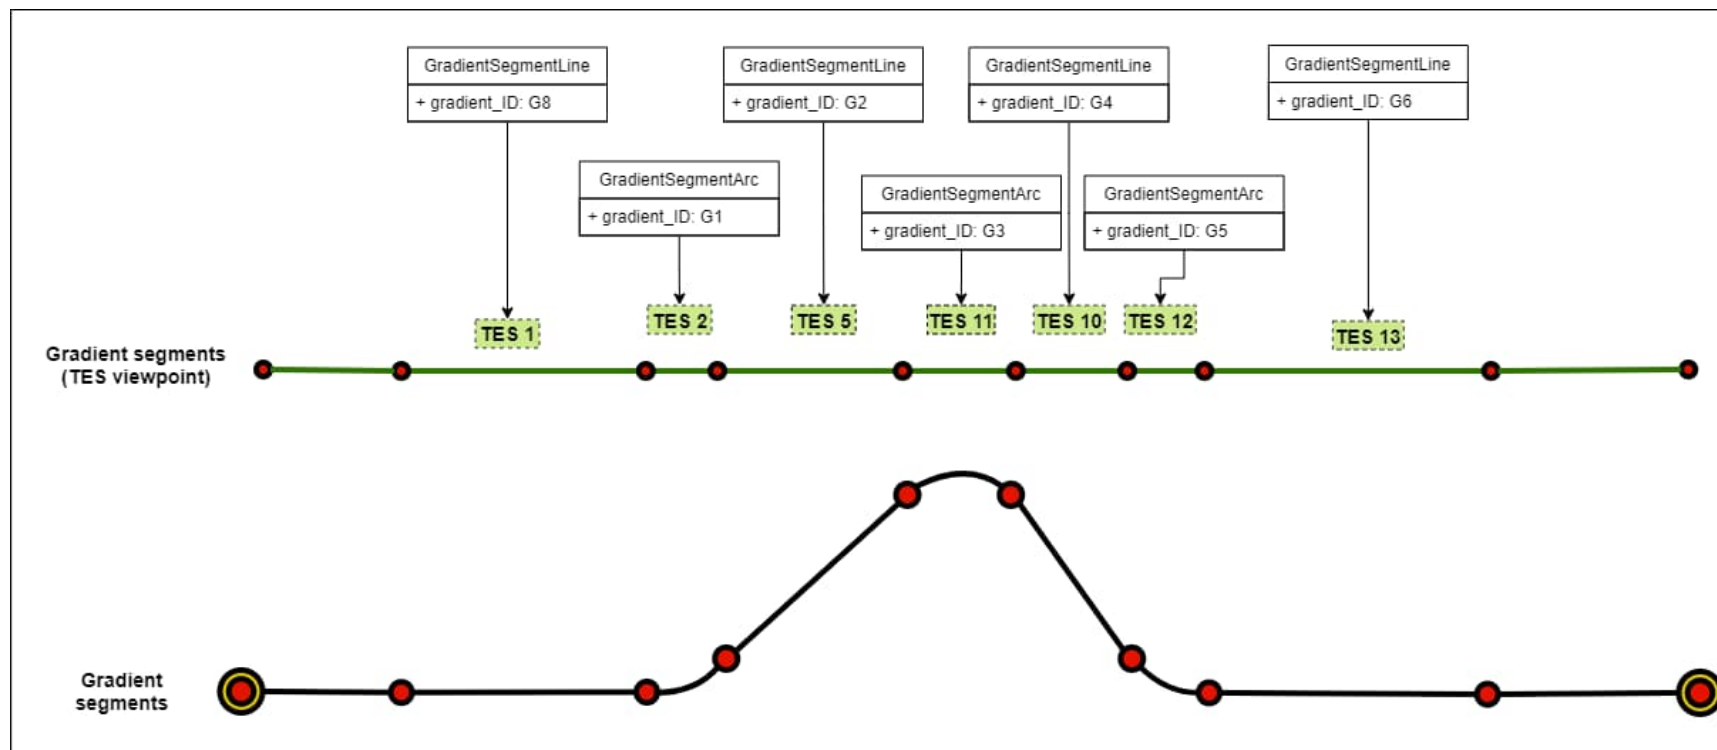 GradientSegmentLine
+ gradient_ID: G8
GradientSegmentLine
+ gradient_ID: G2
GradientSegmentLine
+ gradient_ID: G4
GradientSegmentLine
+ gradient_ID: G6
GradientSegmentArc
+ gradient_ID: G1
GradientSegmentArc
+ gradient_ID: G3
GradientSegmentArc
+ gradient_ID: G5
TES 1
TES 2
TES 5
TES 11
TES 10
TES 12
TES 13
Gradient segments
(TES viewpoint)
Gradient
segments